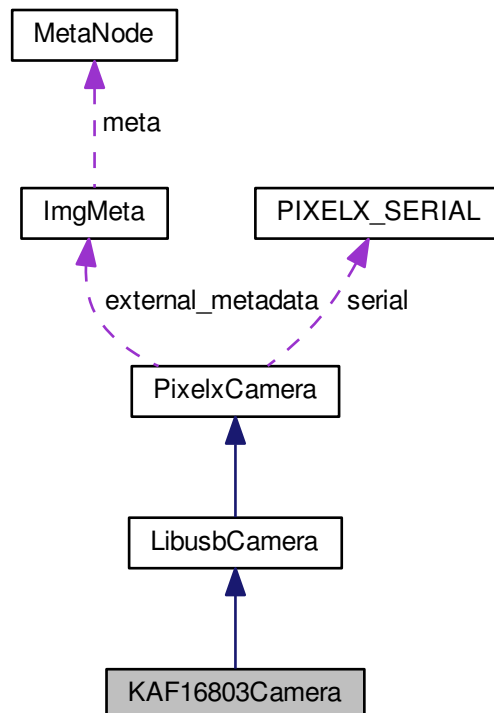 MetaNode
meta
ImgMeta
PIXELX_SERIAL
external_metadata
serial
PixelxCamera
LibusbCamera
KAF16803Camera